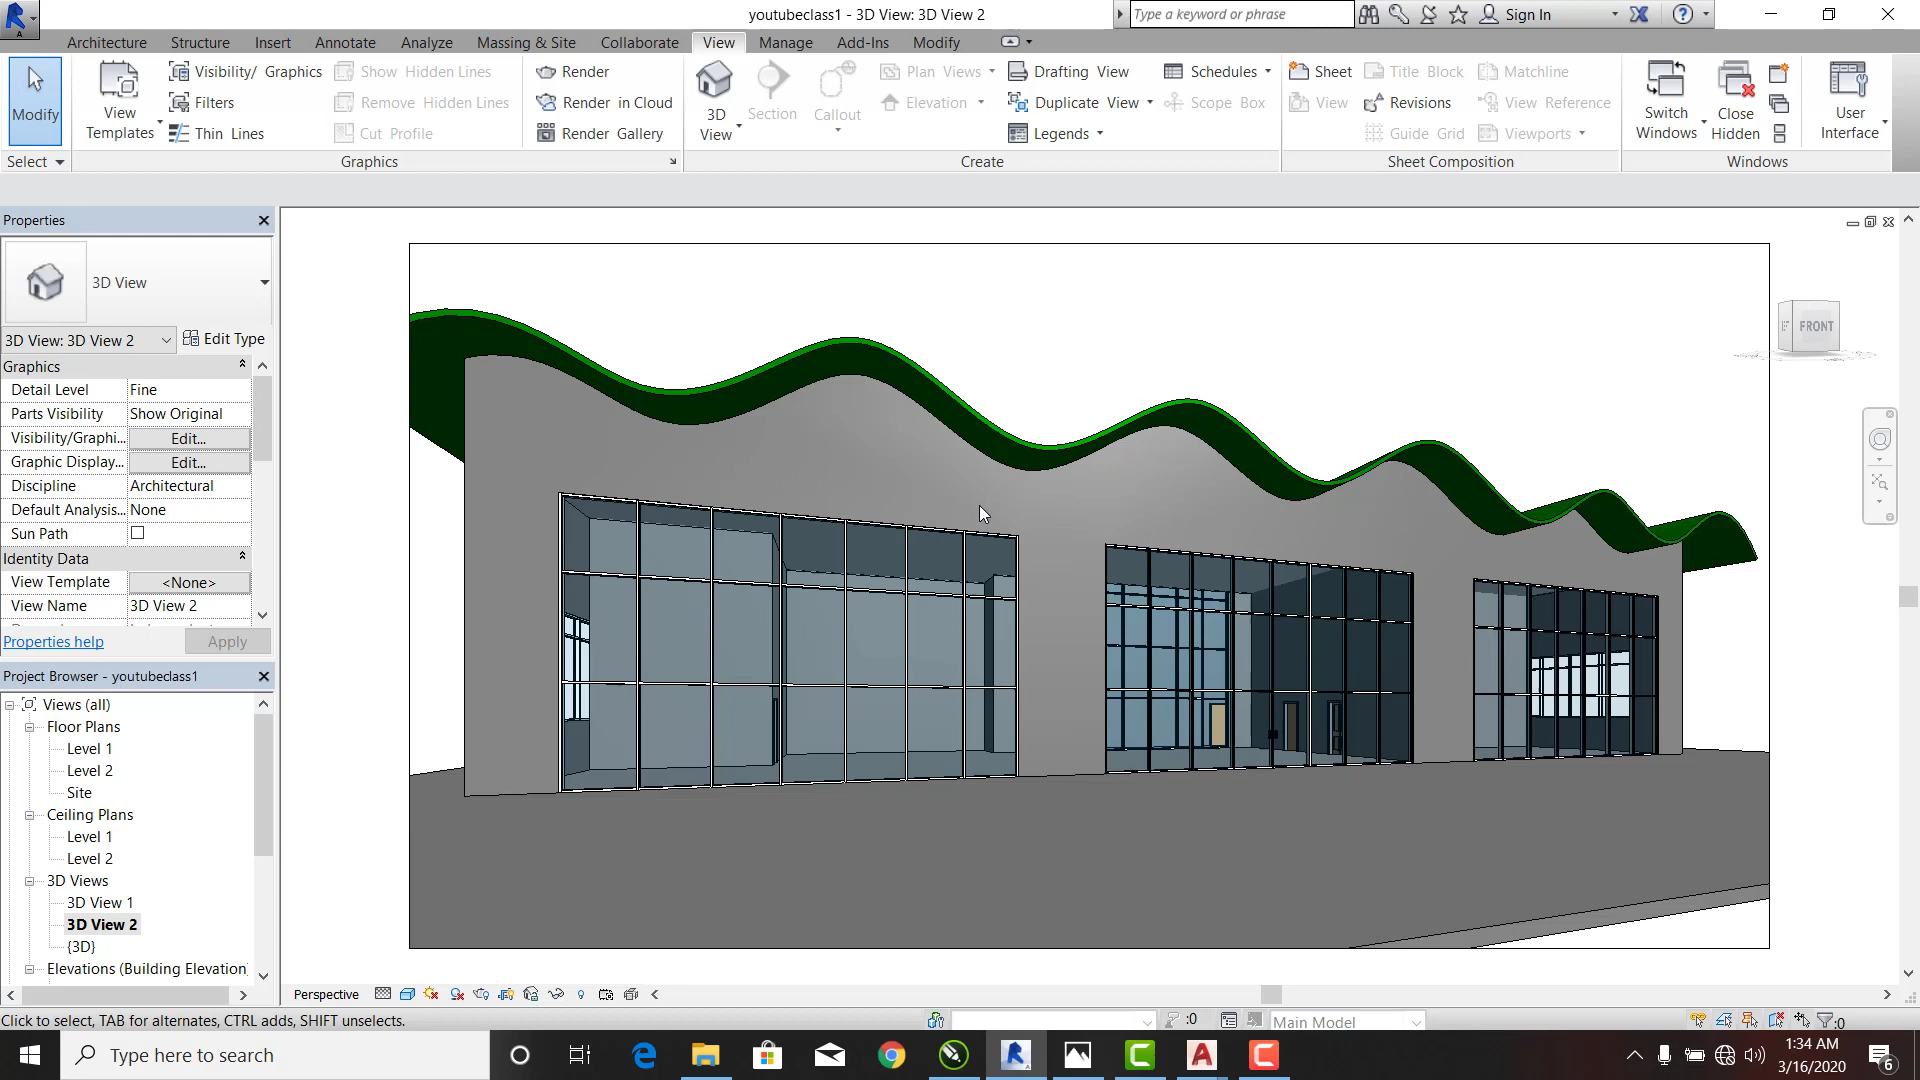 youtubeclass1 - 3D View: 3D View 2
Type a keyword or phrase
Sign In
Architecture Structure Insert Annotate Analyze Massing & Site Collaborate View Manage Add-Ins Modify
Modify
View Templates
Visibility/ Graphics
Filters
Thin Lines
Show Hidden Lines
Remove Hidden Lines
Cut Profile
Render
Render in Cloud
Render Gallery
3D View
Section
Callout
Plan Views
Elevation
Drafting View
Duplicate View
Legends
Schedules
Scope Box
Sheet
View
Title Block
Revisions
Guide Grid
Matchline
View Reference
Viewports
Switch Windows
Close Hidden
User Interface
Select
Graphics
Create
Sheet Composition
Windows
Properties
3D View
3D View: 3D View 2
Edit Type
Graphics
Detail Level Fine
Parts Visibility Show Original
Visibility/Graphi... Edit...
Graphic Display... Edit...
Discipline Architectural
Default Analysis... None
Sun Path
Identity Data
View Template <None>
View Name 3D View 2
Properties help
Apply
Project Browser - youtubeclass1
Views (all)
Floor Plans
Level 1
Level 2
Site
Ceiling Plans
Level 1
Level 2
3D Views
3D View 1
3D View 2
{3D}
Elevations (Building Elevation)
FRONT
Perspective
Click to select, TAB for alternates, CTRL adds, SHIFT unselects.
:0
Main Model
:0
Type here to search
1:34 AM
3/16/2020
6